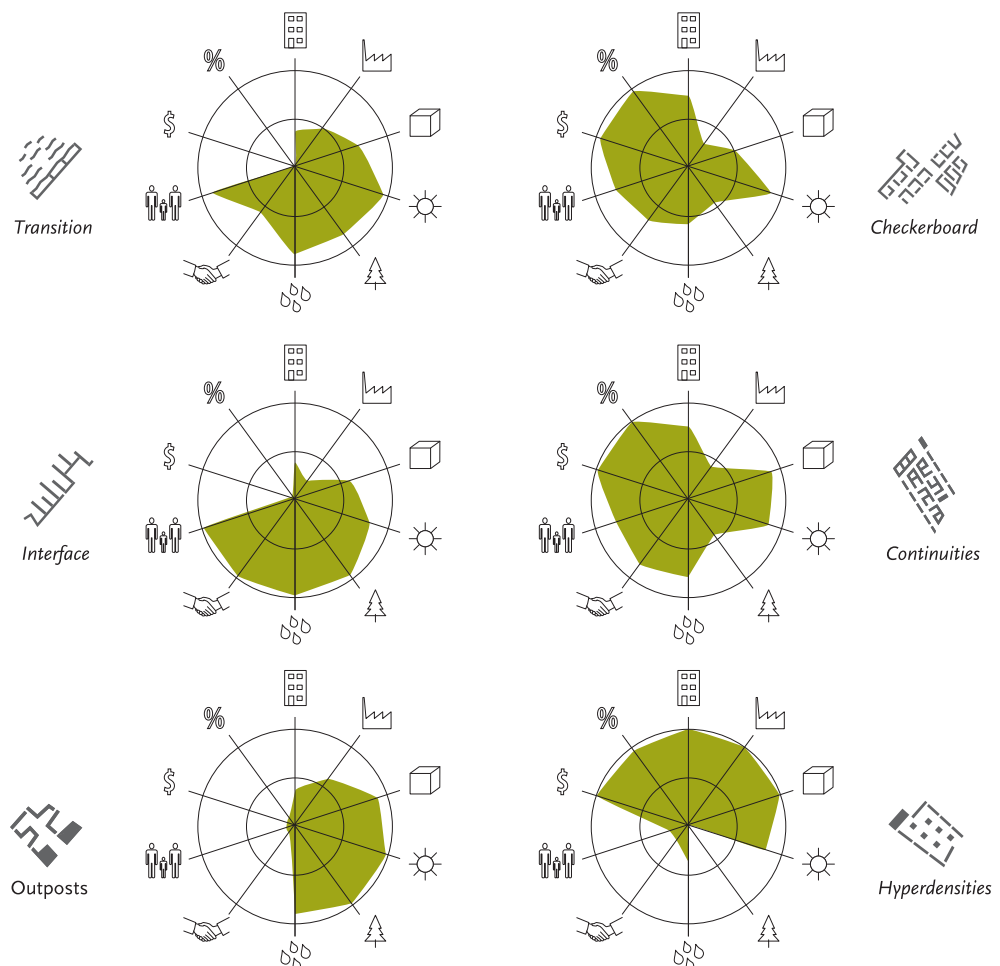 %
$
Transition
%
$
Checkerboard
%
$
Interface
%
$
Continuities
%
$
Outposts
%
$
Hyperdensities